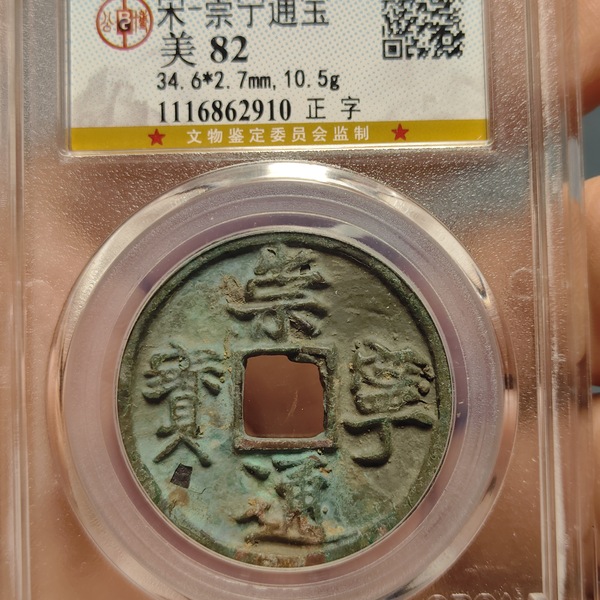 宋-崇宁通宝
美 82
34.6*2.7mm, 10.5g
1116862910 正字
★ 文物鉴定委员会监制 ★
崇寧通寳